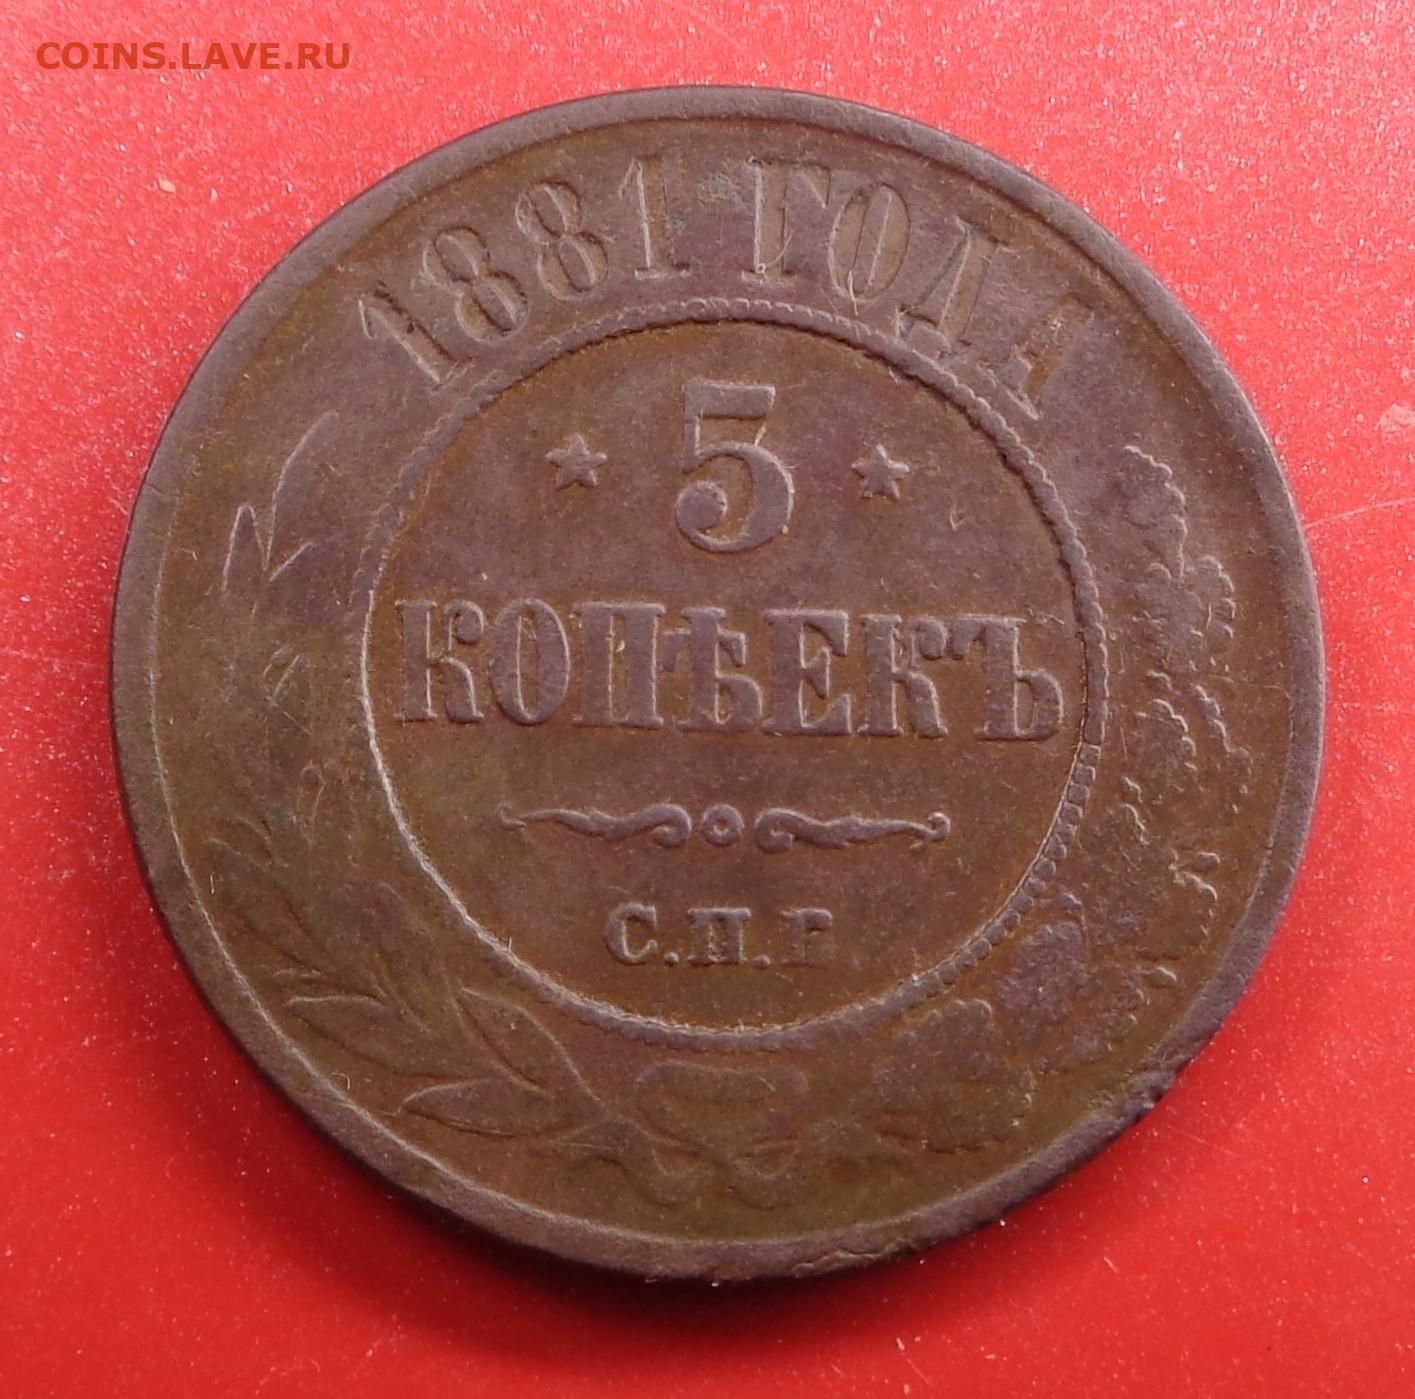 COINS.LAVE.RU
1881 ГОДА
5
КОПѢЕКЪ
С.П.Б.